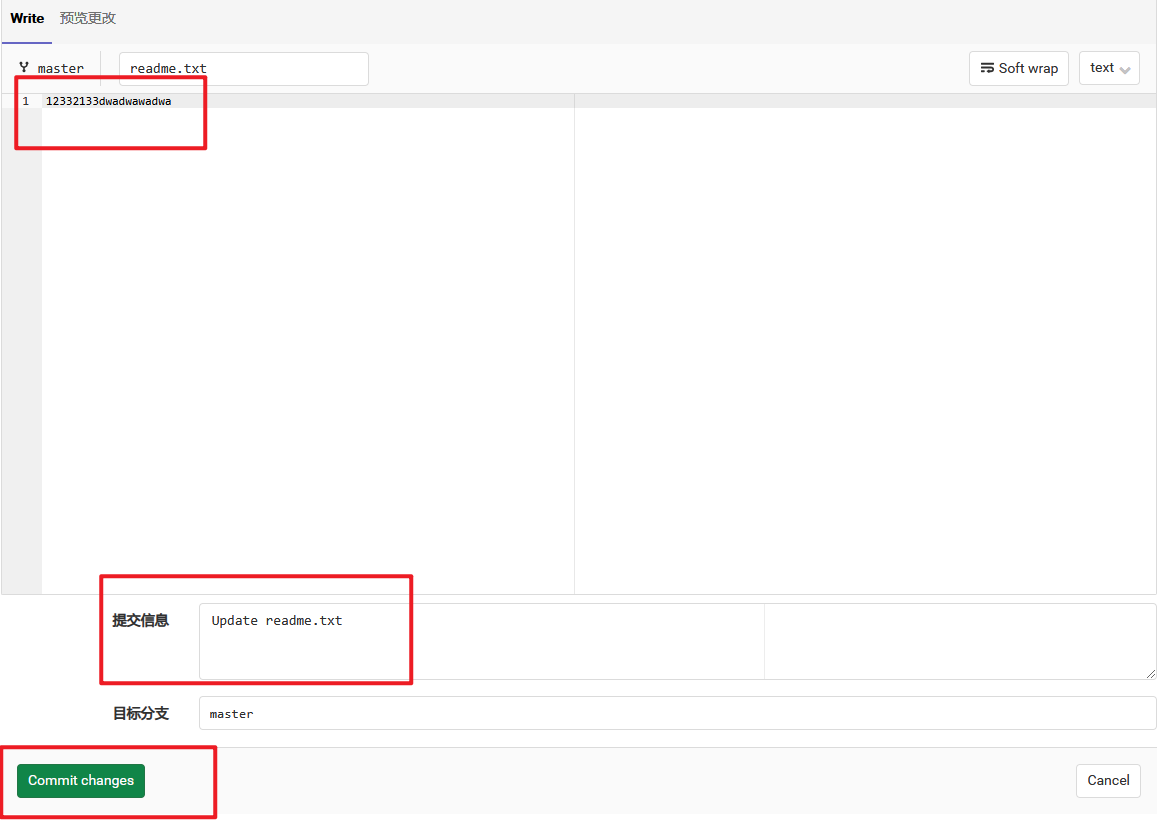 Write 预览更改
master readme.txt Soft wrap text
1 12332133dwadwawadwa
提交信息 Update readme.txt
目标分支 master
Commit changes Cancel